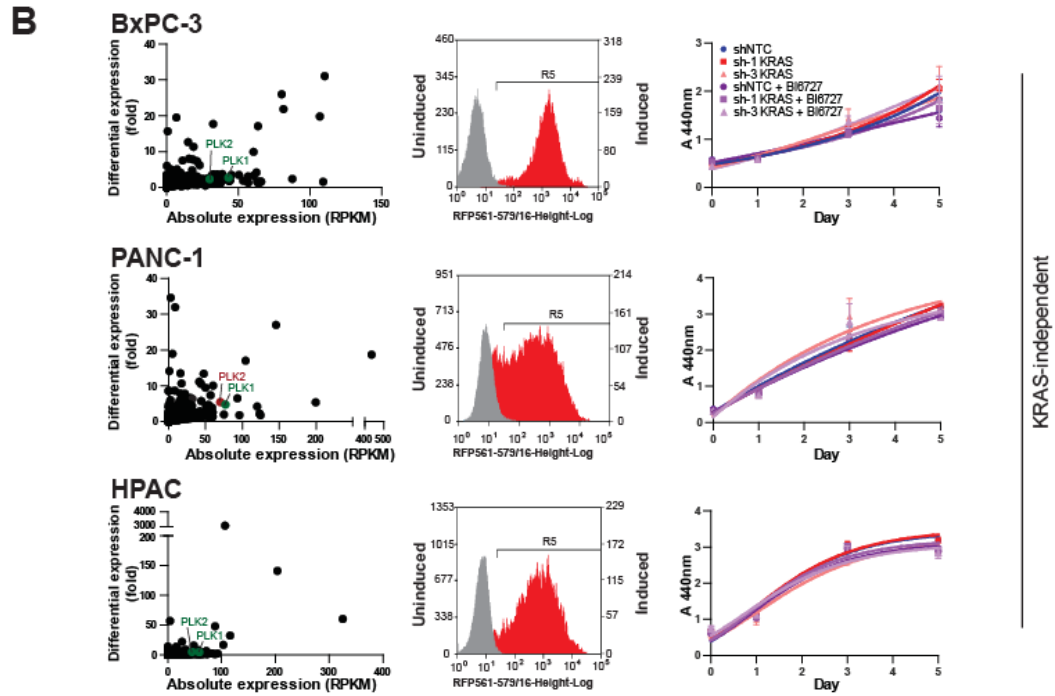 B
BxPC-3
Differential expression
(fold)
40
30
20
10
0
PLK2
PLK1
0
50
100
150
Absolute expression (RPKM)
Uninduced
460
345
230
115
0
R5
318
239
159
80
0
Induced
10^0 10^1 10^2 10^3 10^4 10^5
RFP561-579/16-Height-Log
A 440nm
3
2
1
0
shNTC
sh-1 KRAS
sh-3 KRAS
shNTC + BI6727
sh-1 KRAS + BI6727
sh-3 KRAS + BI6727
0 1 3 5
Day
PANC-1
Differential expression
(fold)
40
30
20
10
0
PLK2
PLK1
0 50 100 150 200 400 500
Absolute expression (RPKM)
Uninduced
951
713
476
238
0
R5
214
161
107
54
0
Induced
10^0 10^1 10^2 10^3 10^4 10^5
RFP561-579/16-Height-Log
A 440nm
4
3
2
1
0
0 1 3 5
Day
HPAC
Differential expression
(fold)
4000
3000
200
150
100
50
0
PLK2
PLK1
0 100 200 300 400
Absolute expression (RPKM)
Uninduced
1353
1015
677
338
0
R5
229
172
115
57
0
Induced
10^0 10^1 10^2 10^3 10^4 10^5
RFP561-579/16-Height-Log
A 440nm
4
3
2
1
0
0 1 3 5
Day
KRAS-independent